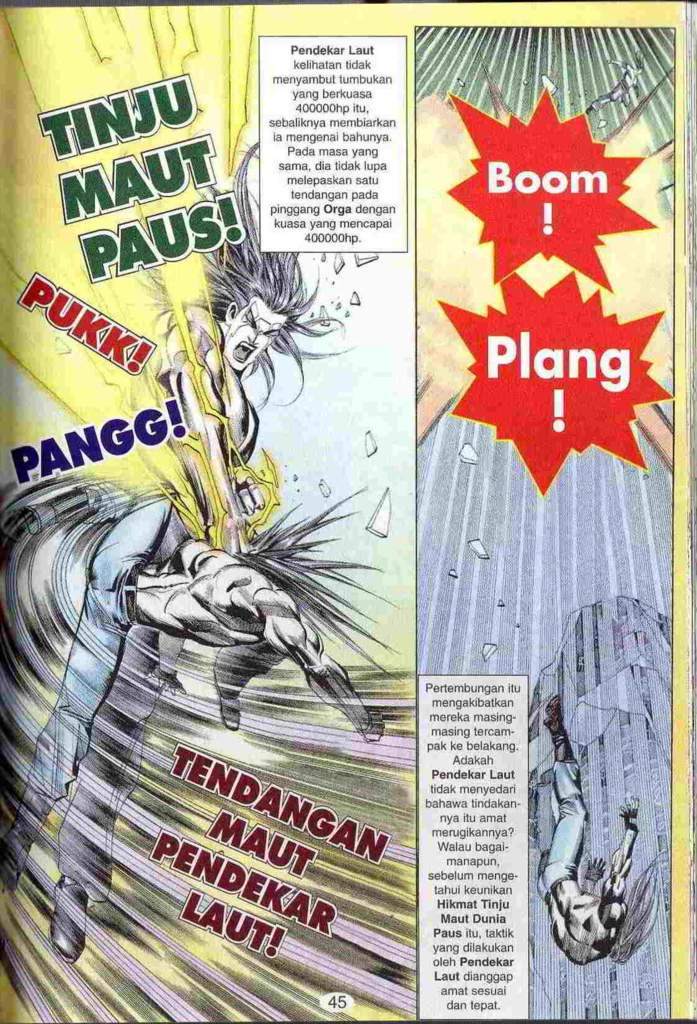 TINJU
MAUT
PAUS!
Pendekar Laut
kelihatan tidak
menyambut tumbukan
yang berkuasa
400000hp itu,
sebaliknya membiarkan
ia mengenai bahunya.
Pada masa yang
sama, dia tidak lupa
melepaskan satu
tendangan pada
pinggang Orga dengan
kuasa yang mencapai
400000hp.
PUKK!
PANGG!
TENDANGAN
MAUT
PENDEKAR
LAUT!
Boom
!
Plang
!
Pertembungan itu
mengakibatkan
mereka masing-
masing tercam-
pak ke belakang.
Adakah
Pendekar Laut
tidak menyedari
bahawa tindakan-
nya itu amat
merugikannya?
Walau bagai-
manapun,
sebelum menge-
tahui keunikan
Hikmat Tinju
Maut Dunia
Paus itu, taktik
yang dilakukan
oleh Pendekar
Laut dianggap
amat sesuai
dan tepat.
45